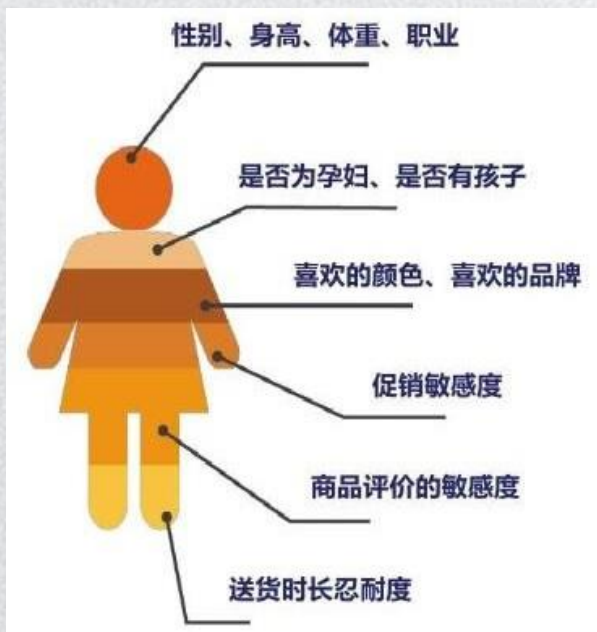 性别、身高、体重、职业
是否为孕妇、是否有孩子
喜欢的颜色、喜欢的品牌
促销敏感度
商品评价的敏感度
送货时长忍耐度